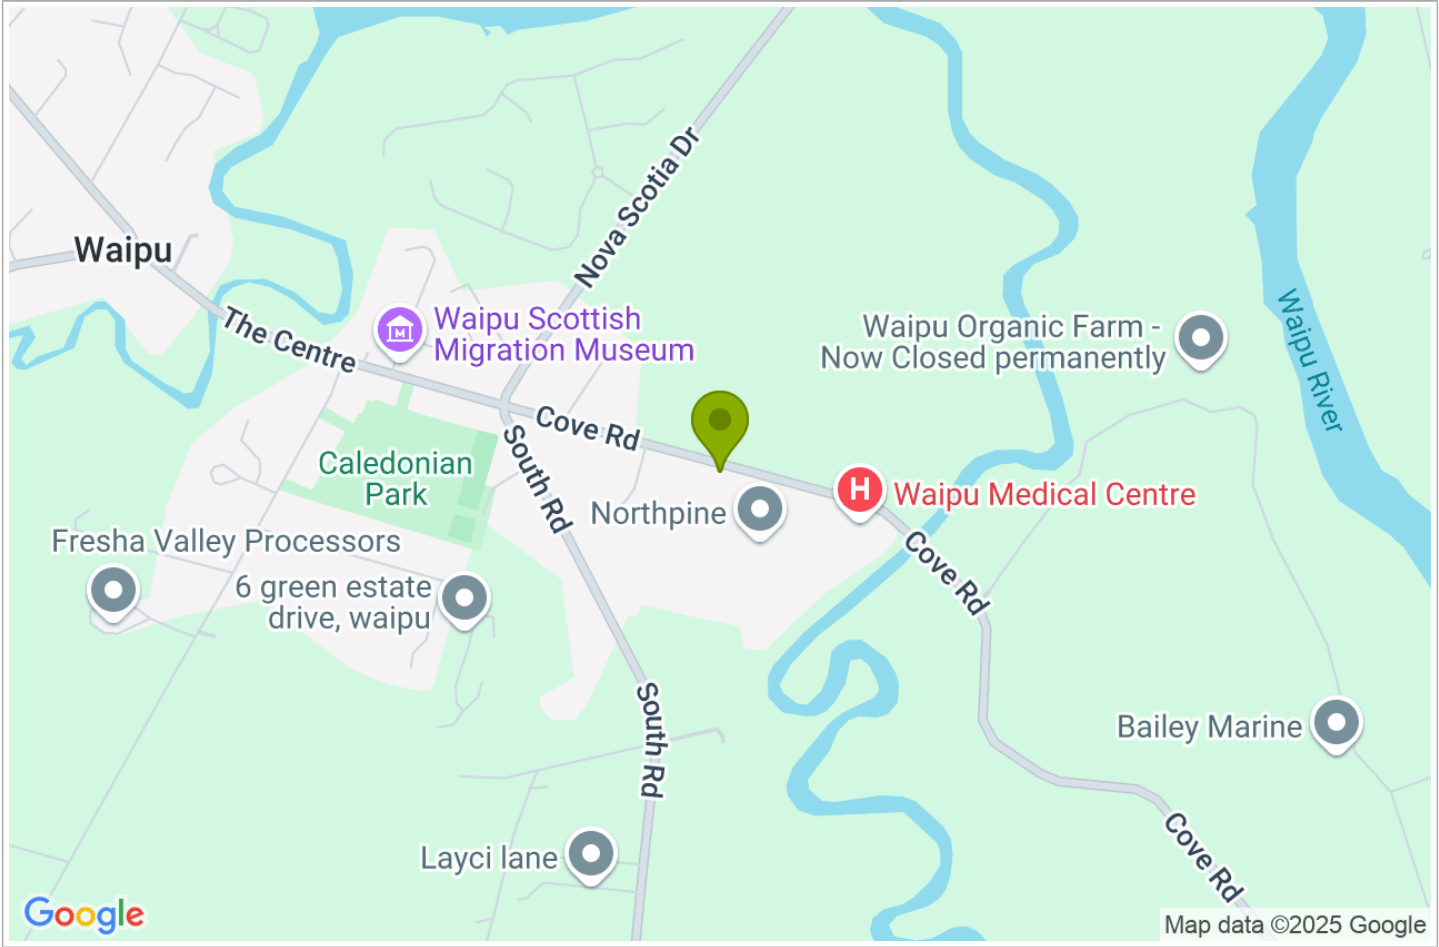 Nova Scotia Dr
Waipu
The Centre
Waipu Scottish
Migration Museum
Waipu Organic Farm -
Now Closed permanently
Waipu River
Cove Rd
South Rd
Caledonian
Park
H
Waipu Medical Centre
Northpine
Fresha Valley Processors
Cove Rd
6 green estate
drive, waipu
South Rd
Bailey Marine
Layci lane
Cove Rd
Google
Map data ©2025 Google